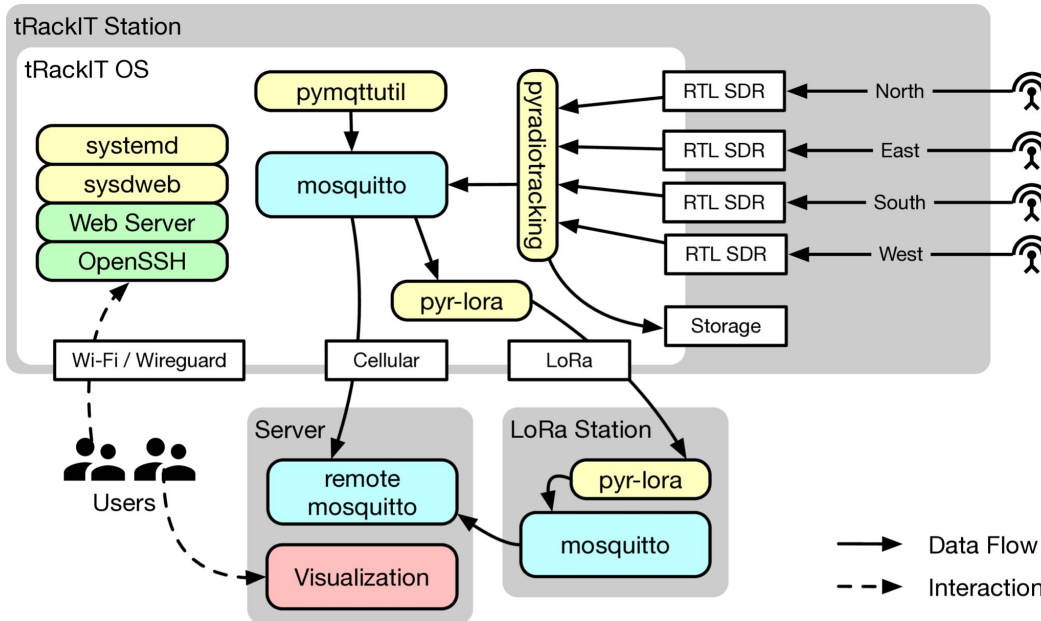 tRackIT Station
tRackIT OS
pymqttutil
pyradiotracking
RTL SDR
North
systemd
sysdweb
Web Server
OpenSSH
mosquitto
RTL SDR
East
RTL SDR
South
RTL SDR
West
pyr-lora
Storage
Wi-Fi / Wireguard
Cellular
LoRa
Users
Server
remote
mosquitto
Visualization
LoRa Station
pyr-lora
mosquitto
Data Flow
Interaction